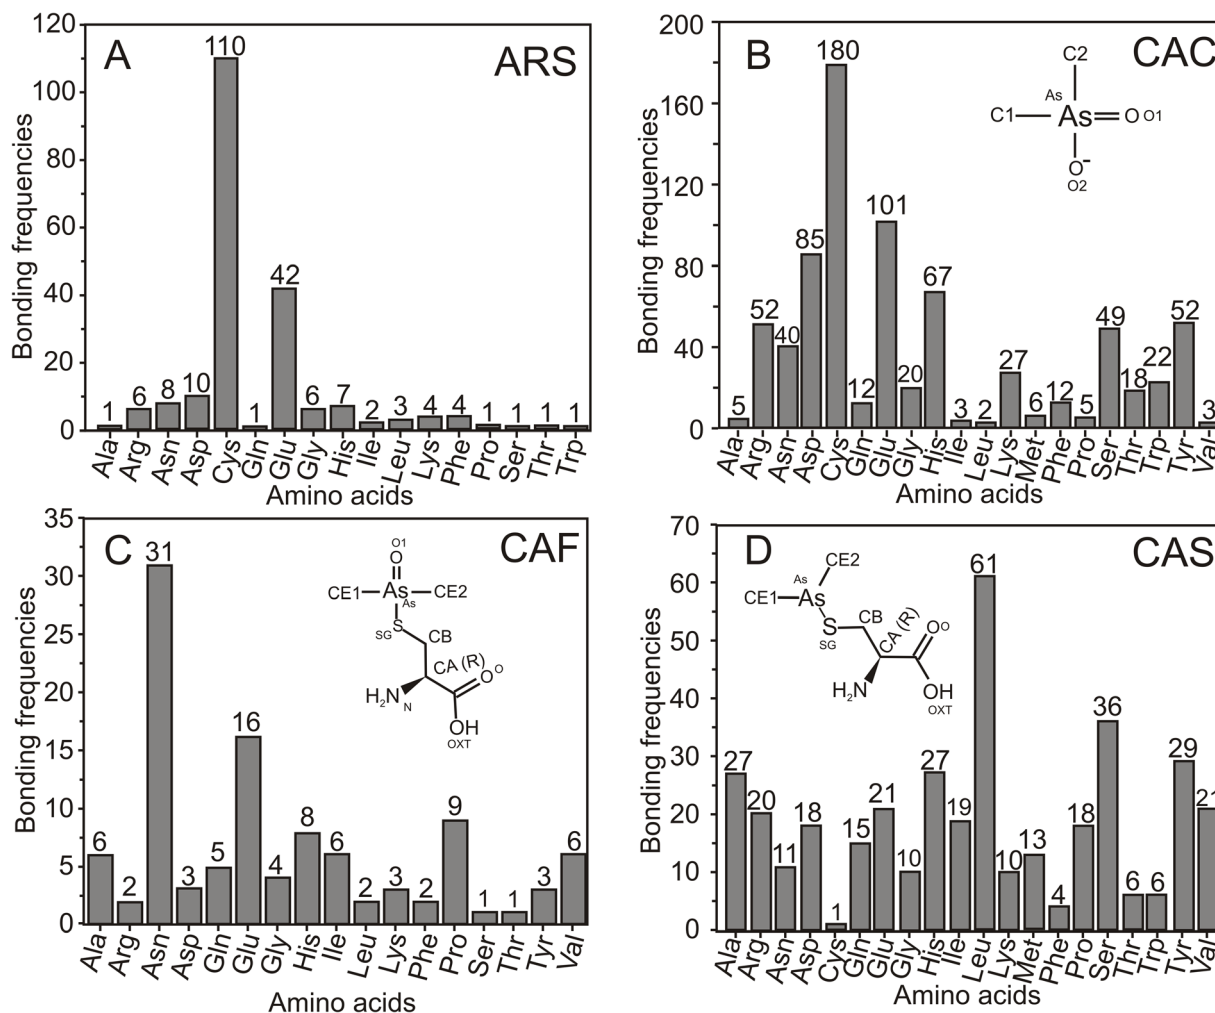 A
ARS
Bonding frequencies
120
100
80
60
40
20
0
1
6
8
10
110
1
42
6
7
2
3
4
4
1
1
1
1
Ala
Arg
Asn
Asp
Cys
Gln
Glu
Gly
His
Ile
Leu
Lys
Phe
Pro
Ser
Thr
Trp
Amino acids
B
CAC
Bonding frequencies
200
160
120
80
40
0
C2
As
C1 As O O1
O-
O2
5
52
40
85
180
12
101
20
67
3
2
27
6
12
5
49
18
22
52
3
Ala
Arg
Asn
Asp
Cys
Gln
Glu
Gly
His
Ile
Leu
Lys
Met
Phe
Pro
Ser
Thr
Trp
Tyr
Val
Amino acids
C
CAF
Bonding frequencies
35
30
25
20
15
10
5
0
O1
O
CE1 As CE2
As
S
SG
CB
CA (R)
O O
H2N N
OH
OXT
6
2
31
3
5
16
4
8
6
2
3
2
9
1
1
3
6
Ala
Arg
Asn
Asp
Gln
Glu
Gly
His
Ile
Leu
Lys
Phe
Pro
Ser
Thr
Tyr
Val
Amino acids
D
CAS
Bonding frequencies
70
60
50
40
30
20
10
0
CE2
As
CE1 As
S
SG
CB
CA (R)
O O
H2N
OH
OXT
27
20
11
18
1
15
21
10
27
19
61
10
13
4
18
36
6
6
29
21
Ala
Arg
Asn
Asp
Cys
Gln
Glu
Gly
His
Ile
Leu
Lys
Met
Phe
Pro
Ser
Thr
Trp
Tyr
Val
Amino acids